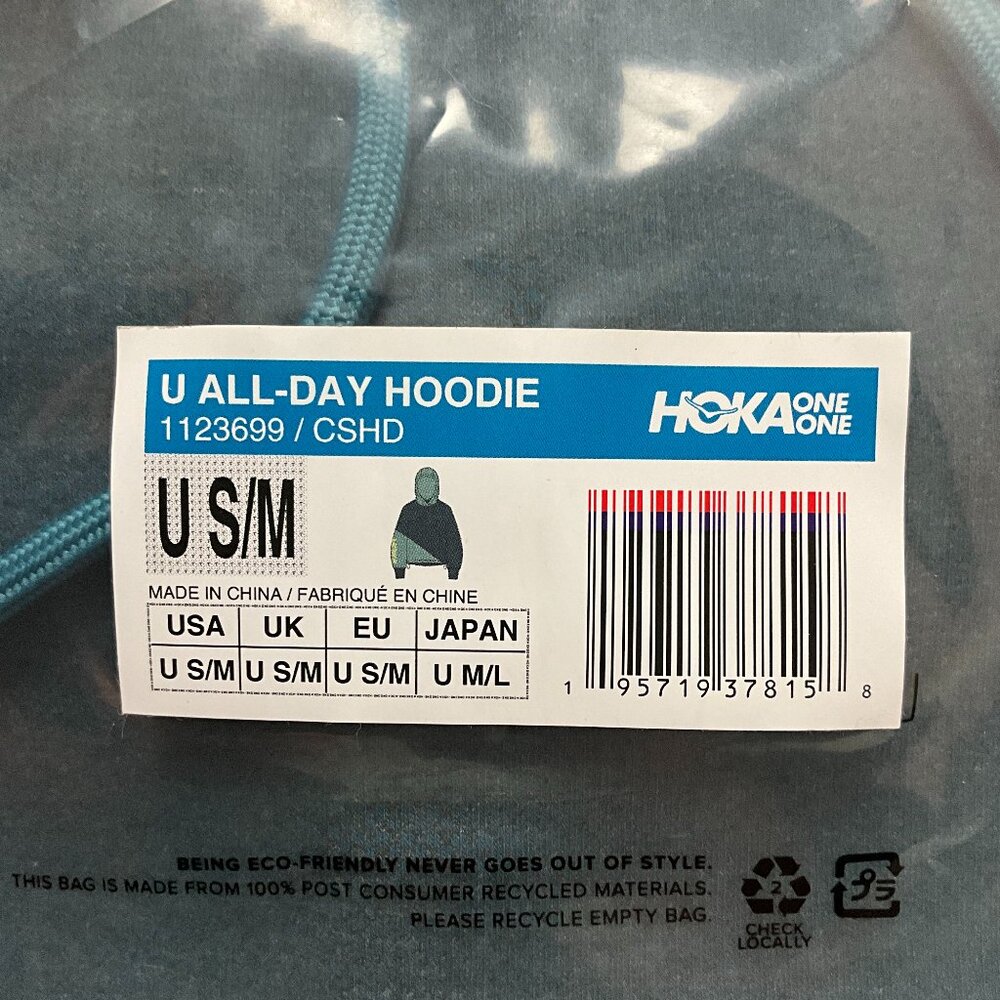 U ALL-DAY HOODIE
1123699 / CSHD
HOKA ONE ONE
U S/M
MADE IN CHINA / FABRIQUÉ EN CHINE
USA UK EU JAPAN
U S/M U S/M U S/M U M/L
1 95719 37815 8
BEING ECO-FRIENDLY NEVER GOES OUT OF STYLE.
THIS BAG IS MADE FROM 100% POST CONSUMER RECYCLED MATERIALS.
PLEASE RECYCLE EMPTY BAG.
2
CHECK
LOCALLY
プラ